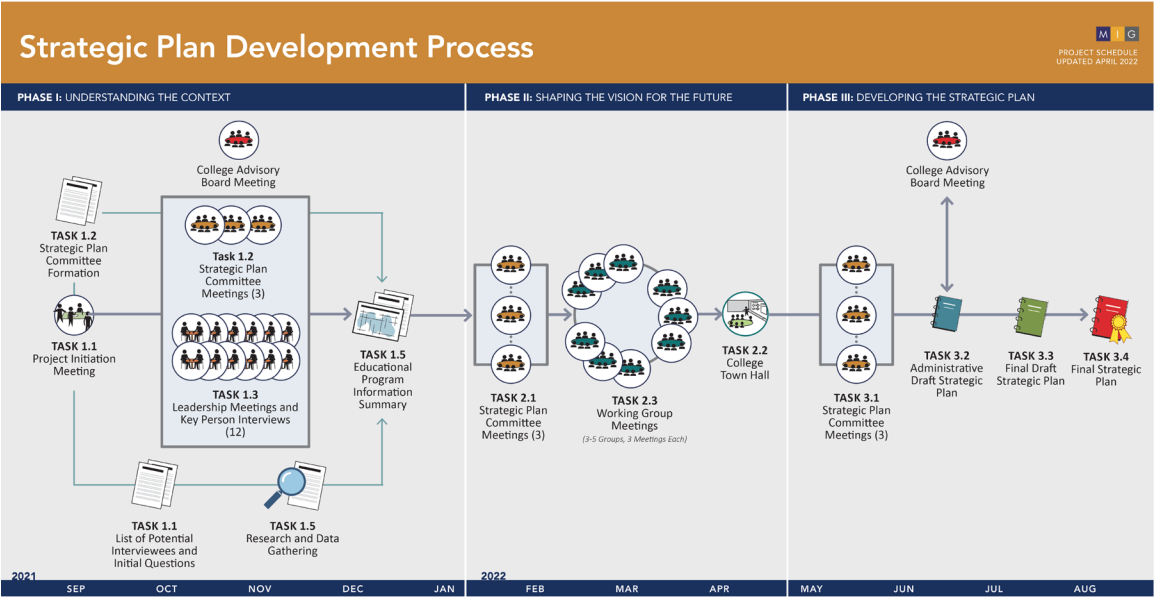 Strategic Plan Development Process
M I G
PROJECT SCHEDULE
UPDATED APRIL 2022
PHASE I: UNDERSTANDING THE CONTEXT
PHASE II: SHAPING THE VISION FOR THE FUTURE
PHASE III: DEVELOPING THE STRATEGIC PLAN
College Advisory
Board Meeting
TASK 1.2
Strategic Plan
Committee
Formation
Task 1.2
Strategic Plan
Committee
Meetings (3)
TASK 1.1
Project Initiation
Meeting
TASK 1.3
Leadership Meetings and
Key Person Interviews
(12)
TASK 1.5
Educational
Program
Information
Summary
TASK 1.1
List of Potential
Interviewees and
Initial Questions
TASK 1.5
Research and Data
Gathering
TASK 2.1
Strategic Plan
Committee
Meetings (3)
TASK 2.3
Working Group
Meetings
(3-5 Groups, 3 Meetings Each)
TASK 2.2
College
Town Hall
College Advisory
Board Meeting
TASK 3.1
Strategic Plan
Committee
Meetings (3)
TASK 3.2
Administrative
Draft Strategic
Plan
TASK 3.3
Final Draft
Strategic Plan
TASK 3.4
Final Strategic
Plan
2021
2022
SEP OCT NOV DEC JAN FEB MAR APR MAY JUN JUL AUG